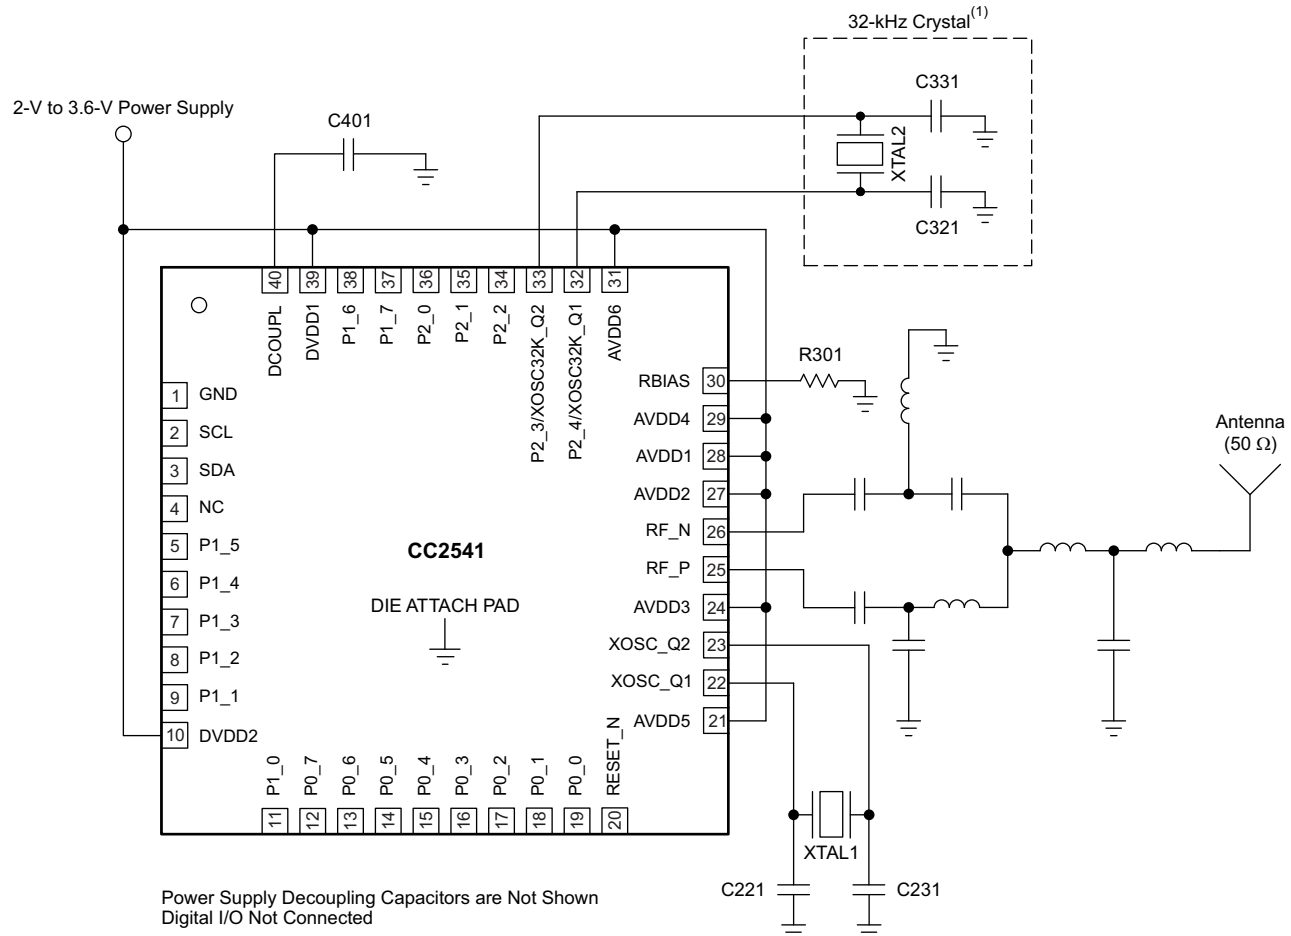 32-kHz Crystal(1)
C331
2-V to 3.6-V Power Supply
C401
XTAL2
C321
40
39
38
37
36
35
34
33
32
31
DCOUPL
DVDD1
P1_6
P1_7
P2_0
P2_1
P2_2
P2_3/XOSC32K_Q2
P2_4/XOSC32K_Q1
AVDD6
1 GND
2 SCL
3 SDA
4 NC
5 P1_5
6 P1_4
7 P1_3
8 P1_2
9 P1_1
10 DVDD2
RBIAS 30
R301
AVDD4 29
AVDD1 28
AVDD2 27
RF_N 26
RF_P 25
AVDD3 24
XOSC_Q2 23
XOSC_Q1 22
AVDD5 21
Antenna
(50 Ω)
CC2541
DIE ATTACH PAD
P1_0
P0_7
P0_6
P0_5
P0_4
P0_3
P0_2
P0_1
P0_0
RESET_N
11
12
13
14
15
16
17
18
19
20
XTAL1
C221
C231
Power Supply Decoupling Capacitors are Not Shown
Digital I/O Not Connected